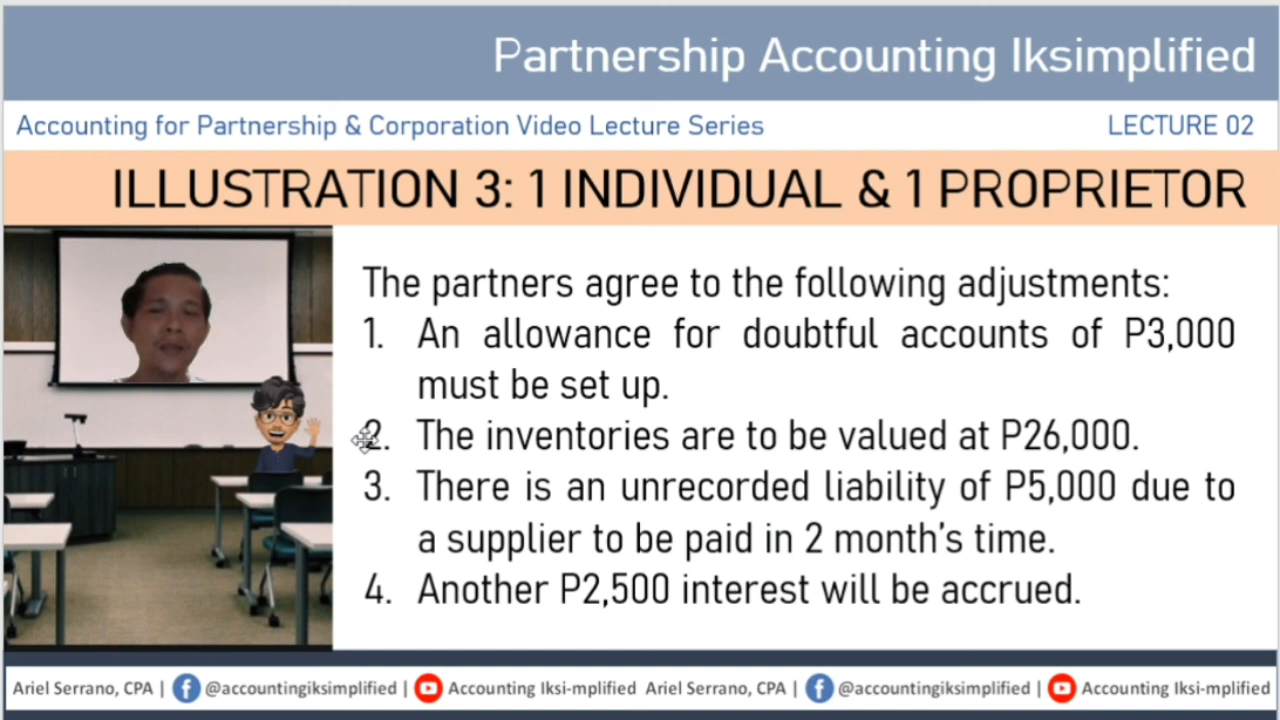 Partnership Accounting Iksimplified
Accounting for Partnership & Corporation Video Lecture Series LECTURE 02
ILLUSTRATION 3: 1 INDIVIDUAL & 1 PROPRIETOR
The partners agree to the following adjustments:
1. An allowance for doubtful accounts of P3,000
must be set up.
2. The inventories are to be valued at P26,000.
3. There is an unrecorded liability of P5,000 due to
a supplier to be paid in 2 month's time.
4. Another P2,500 interest will be accrued.
Ariel Serrano, CPA | @accountingiksimplified | Accounting Iksi-mplified Ariel Serrano, CPA | @accountingiksimplified | Accounting Iksi-mplified